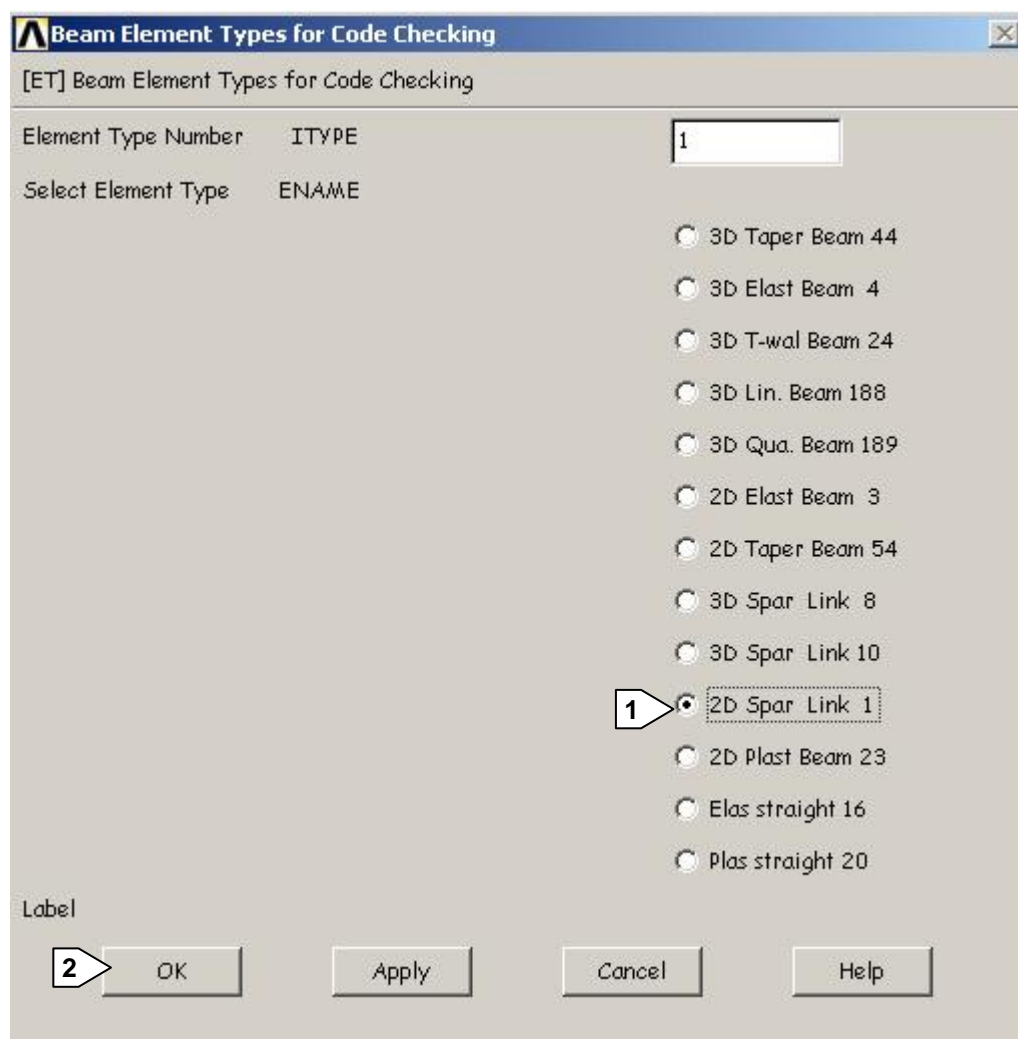 Beam Element Types for Code Checking
[ET] Beam Element Types for Code Checking
Element Type Number ITYPE 1
Select Element Type ENAME
3D Taper Beam 44
3D Elast Beam 4
3D T-wal Beam 24
3D Lin. Beam 188
3D Qua. Beam 189
2D Elast Beam 3
2D Taper Beam 54
3D Spar Link 8
3D Spar Link 10
1 2D Spar Link 1
2D Plast Beam 23
Elas straight 16
Plas straight 20
Label
2 OK Apply Cancel Help